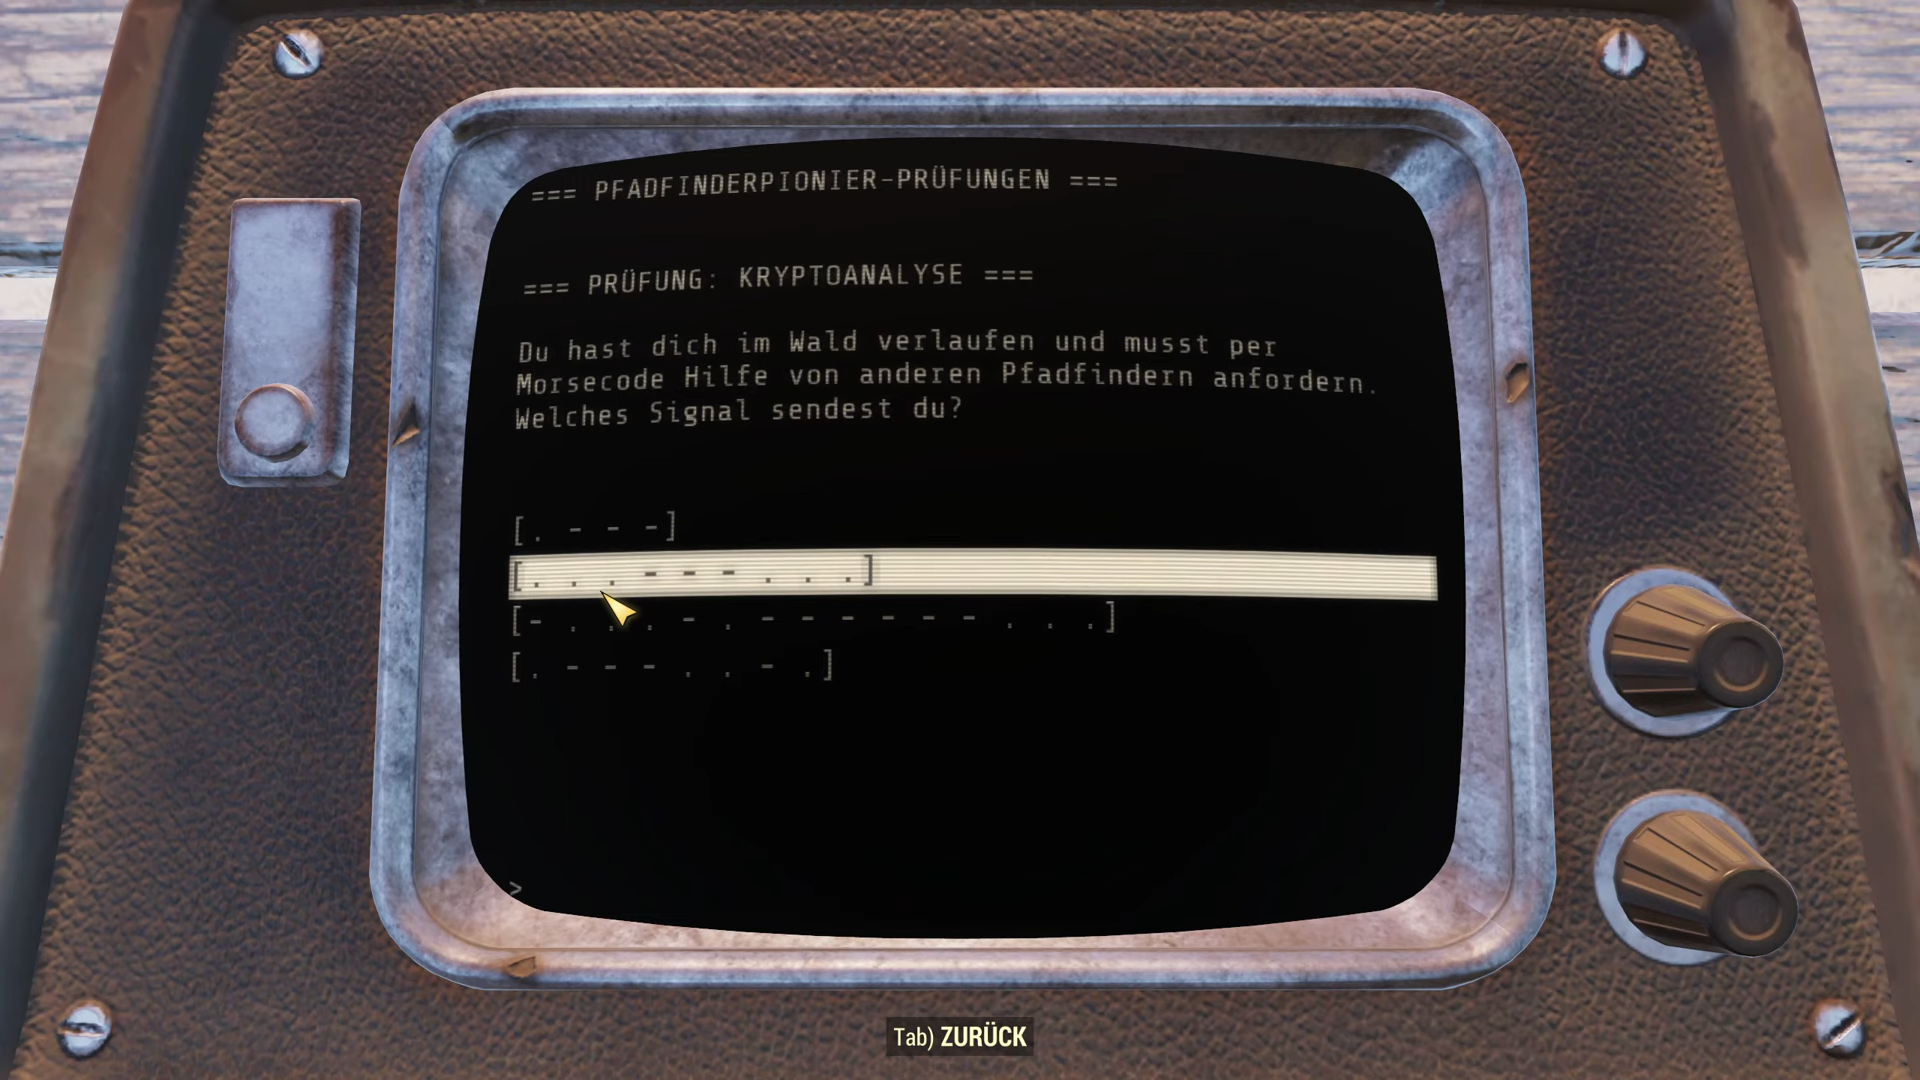 === PFADFINDERPIONIER-PRÜFUNGEN ===
=== PRÜFUNG: KRYPTOANALYSE ===
Du hast dich im Wald verlaufen und musst per
Morsecode Hilfe von anderen Pfadfindern anfordern.
Welches Signal sendest du?
[. - - -]
[. . . - - - . . .]
[- . . . - . - - - - - - . . .]
[. - - - . . - .]
>
Tab) ZURÜCK